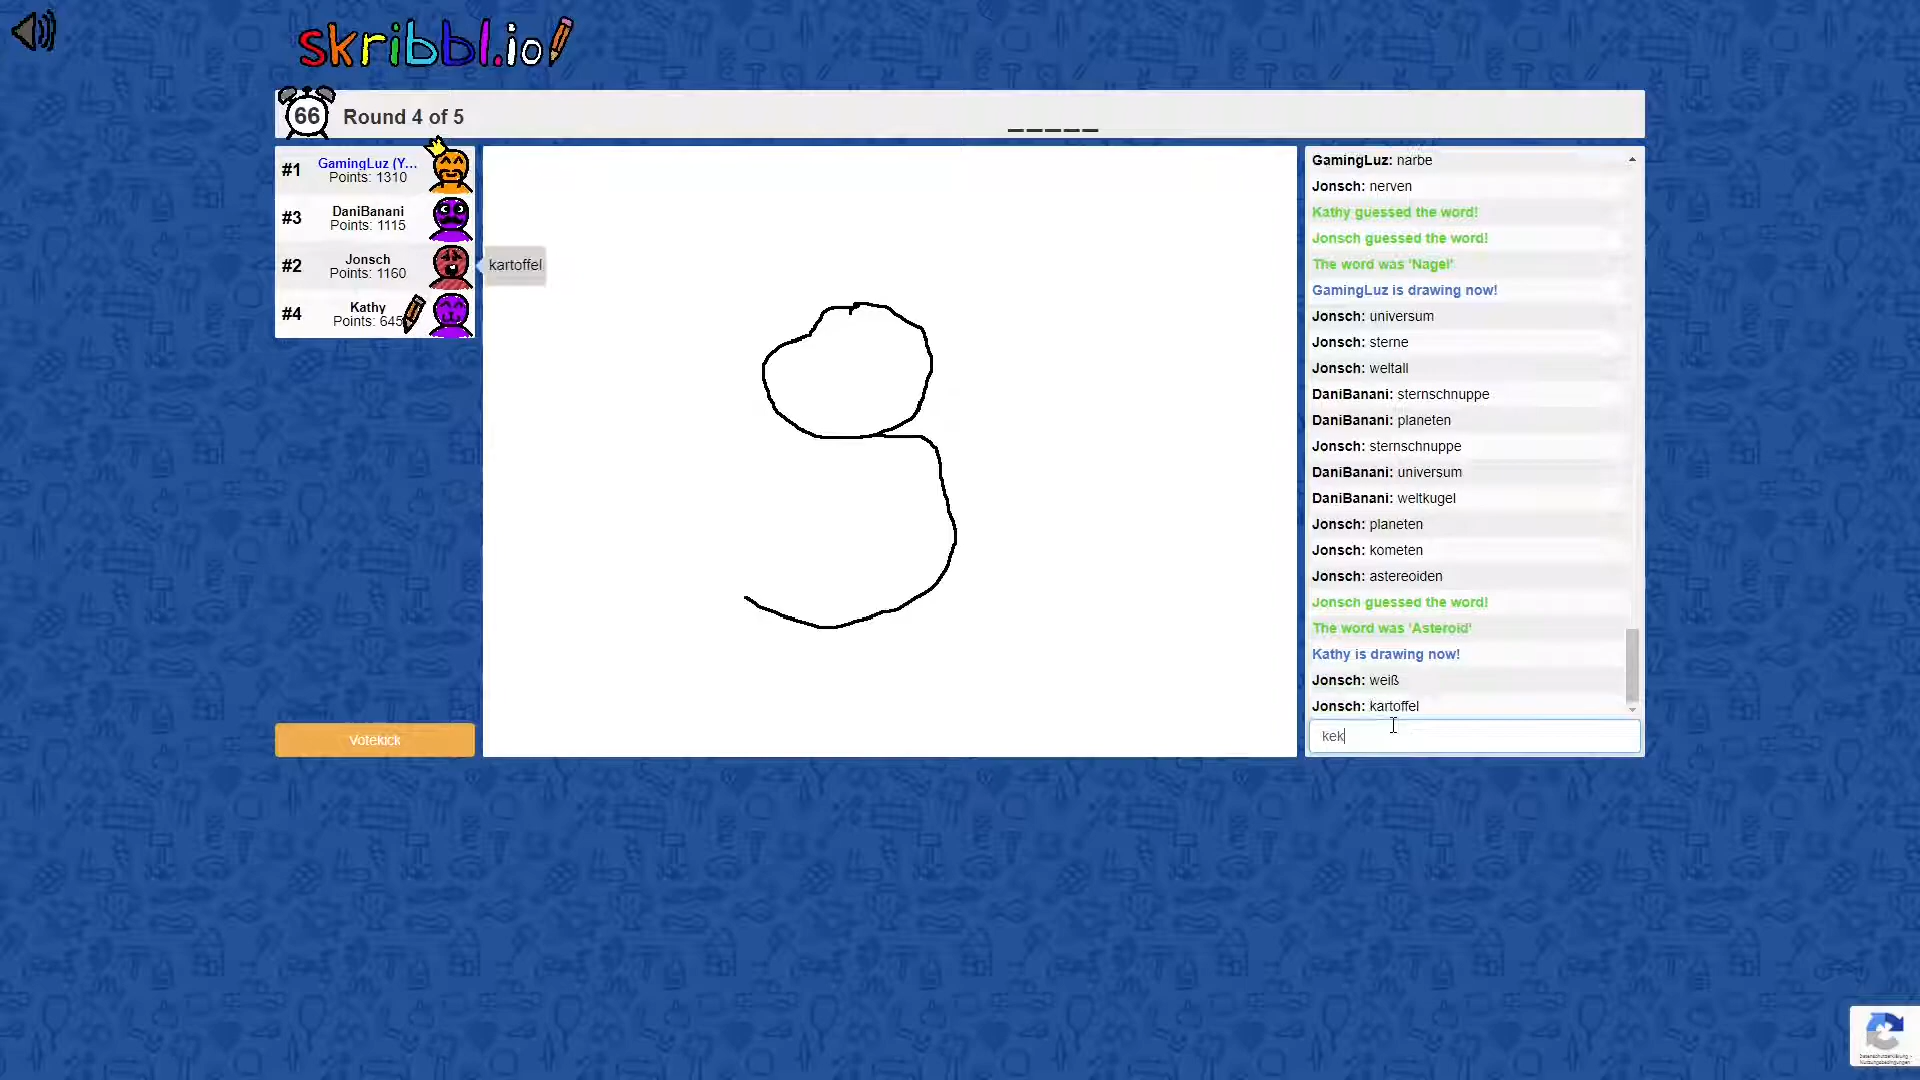 skribbl.io
66
Round 4 of 5
_ _ _ _ _
#1
GamingLuz (Y...
Points: 1310
#3
DaniBanani
Points: 1115
#2
Jonsch
Points: 1160
kartoffel
#4
Kathy
Points: 645
Votekick
GamingLuz: narbe
Jonsch: nerven
Kathy guessed the word!
Jonsch guessed the word!
The word was 'Nagel'
GamingLuz is drawing now!
Jonsch: universum
Jonsch: sterne
Jonsch: weltall
DaniBanani: sternschnuppe
DaniBanani: planeten
Jonsch: sternschnuppe
DaniBanani: universum
DaniBanani: weltkugel
Jonsch: planeten
Jonsch: kometen
Jonsch: astereoiden
Jonsch guessed the word!
The word was 'Asteroid'
Kathy is drawing now!
Jonsch: weiß
Jonsch: kartoffel
kek